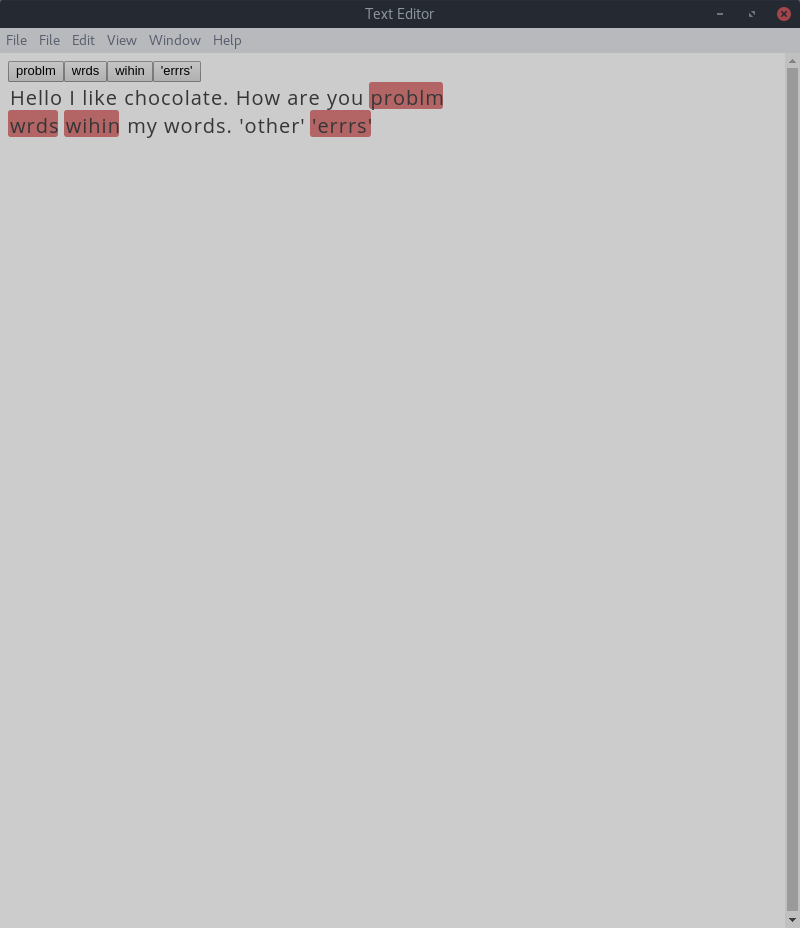 Text Editor
File File Edit View Window Help
problm wrds wihin 'errrs'
Hello I like chocolate. How are you problm
wrds wihin my words. 'other' 'errrs'